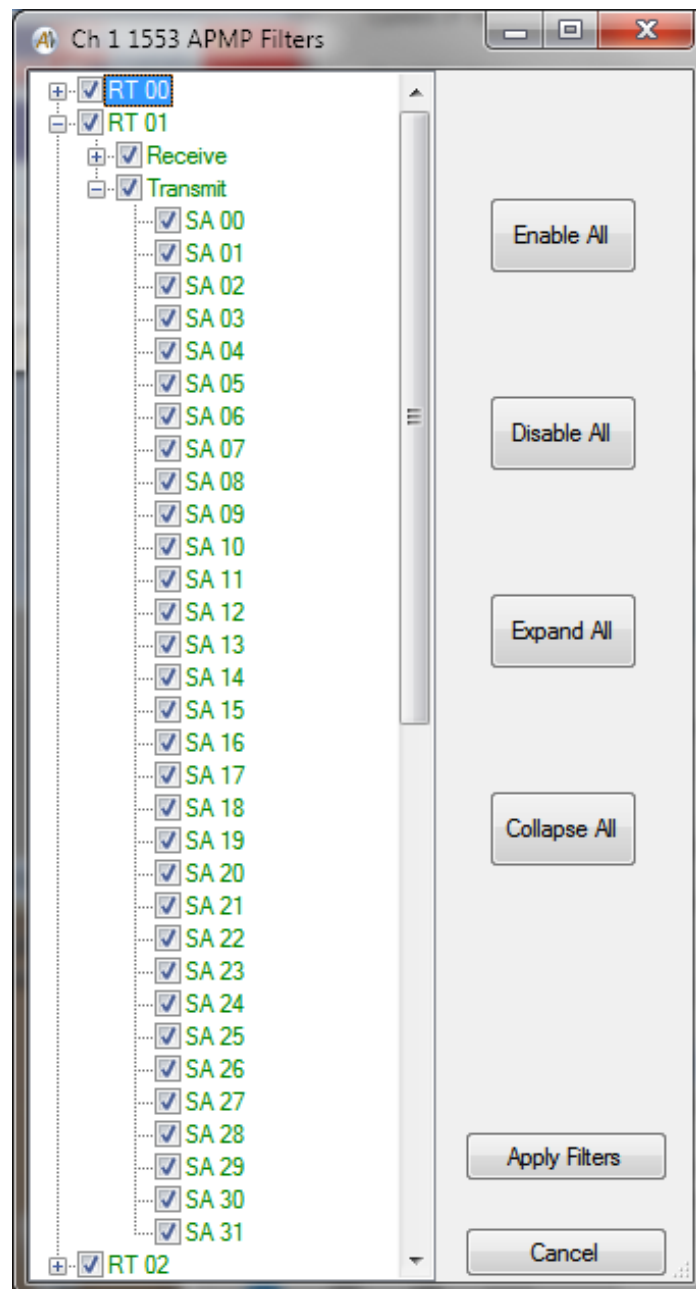 Ch 1 1553 APMP Filters
RT 00
RT 01
Receive
Transmit
SA 00
SA 01
SA 02
SA 03
SA 04
SA 05
SA 06
SA 07
SA 08
SA 09
SA 10
SA 11
SA 12
SA 13
SA 14
SA 15
SA 16
SA 17
SA 18
SA 19
SA 20
SA 21
SA 22
SA 23
SA 24
SA 25
SA 26
SA 27
SA 28
SA 29
SA 30
SA 31
RT 02
Enable All
Disable All
Expand All
Collapse All
Apply Filters
Cancel